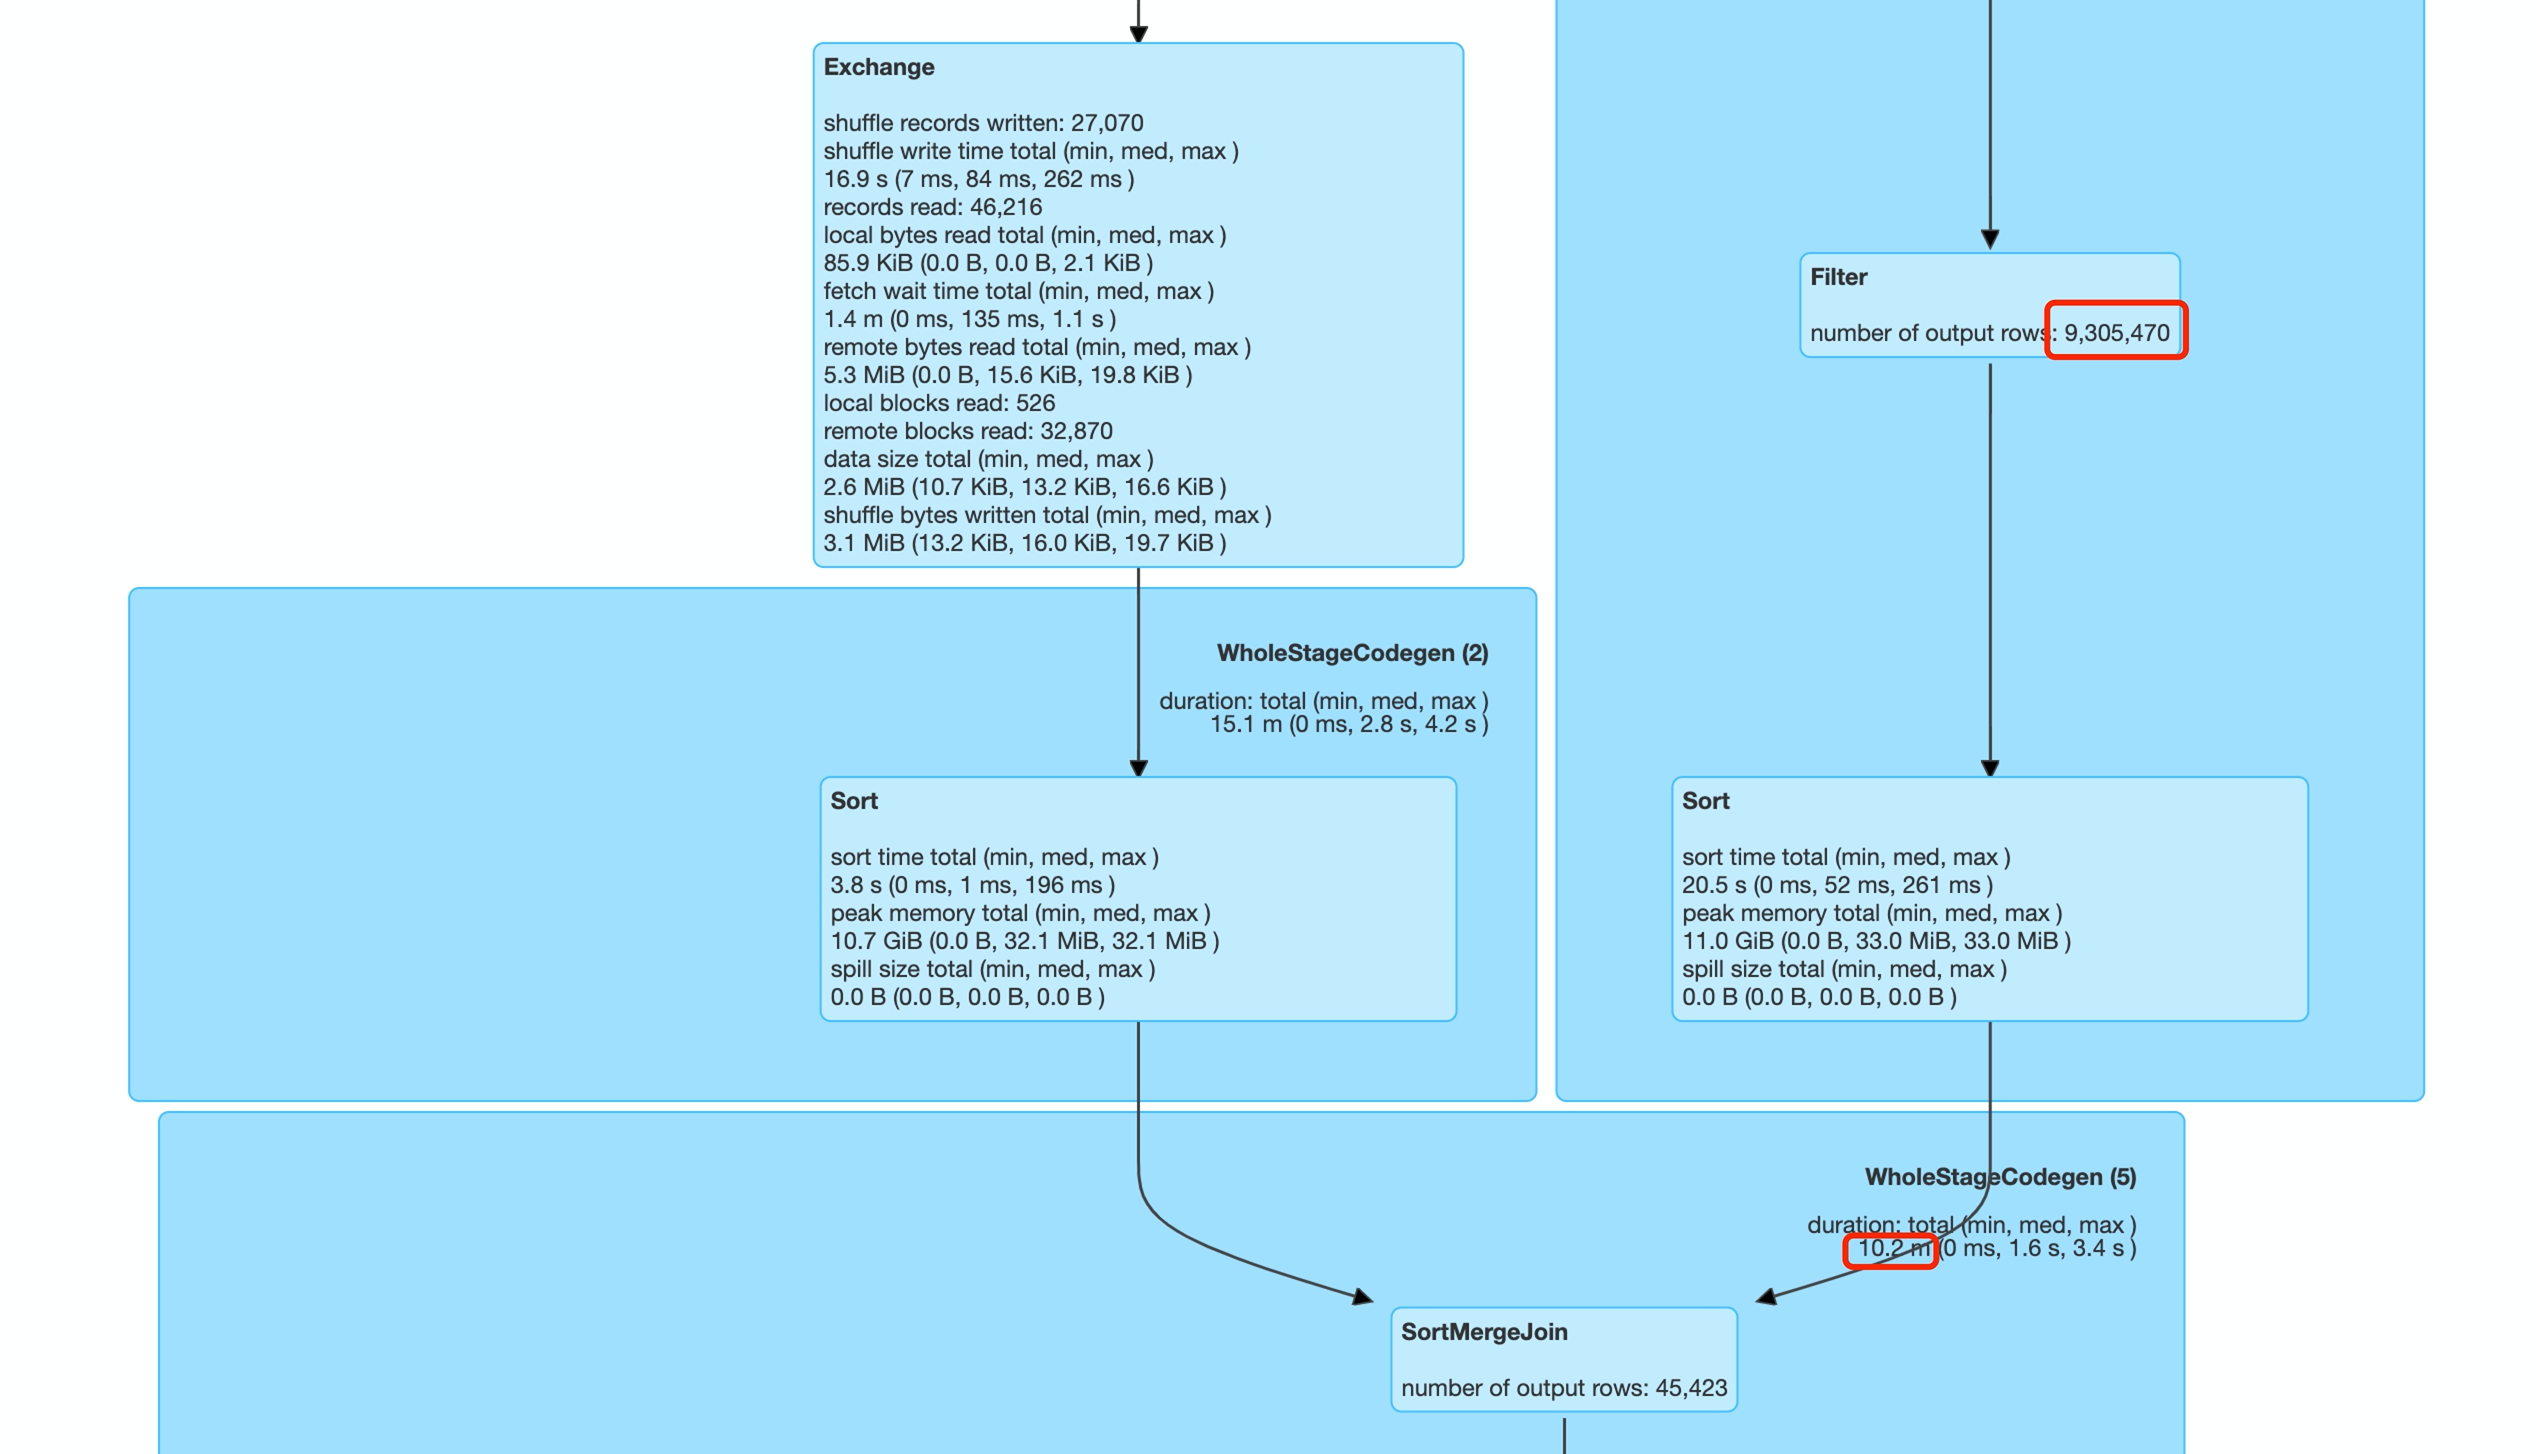 Exchange
shuffle records written: 27,070
shuffle write time total (min, med, max )
16.9 s (7 ms, 84 ms, 262 ms )
records read: 46,216
local bytes read total (min, med, max )
85.9 KiB (0.0 B, 0.0 B, 2.1 KiB )
fetch wait time total (min, med, max )
1.4 m (0 ms, 135 ms, 1.1 s )
remote bytes read total (min, med, max )
5.3 MiB (0.0 B, 15.6 KiB, 19.8 KiB )
local blocks read: 526
remote blocks read: 32,870
data size total (min, med, max )
2.6 MiB (10.7 KiB, 13.2 KiB, 16.6 KiB )
shuffle bytes written total (min, med, max )
3.1 MiB (13.2 KiB, 16.0 KiB, 19.7 KiB )
Filter
number of output rows: 9,305,470
WholeStageCodegen (2)
duration: total (min, med, max )
15.1 m (0 ms, 2.8 s, 4.2 s )
Sort
sort time total (min, med, max )
3.8 s (0 ms, 1 ms, 196 ms )
peak memory total (min, med, max )
10.7 GiB (0.0 B, 32.1 MiB, 32.1 MiB )
spill size total (min, med, max )
0.0 B (0.0 B, 0.0 B, 0.0 B )
Sort
sort time total (min, med, max )
20.5 s (0 ms, 52 ms, 261 ms )
peak memory total (min, med, max )
11.0 GiB (0.0 B, 33.0 MiB, 33.0 MiB )
spill size total (min, med, max )
0.0 B (0.0 B, 0.0 B, 0.0 B )
WholeStageCodegen (5)
duration: total (min, med, max )
10.2 m (0 ms, 1.6 s, 3.4 s )
SortMergeJoin
number of output rows: 45,423